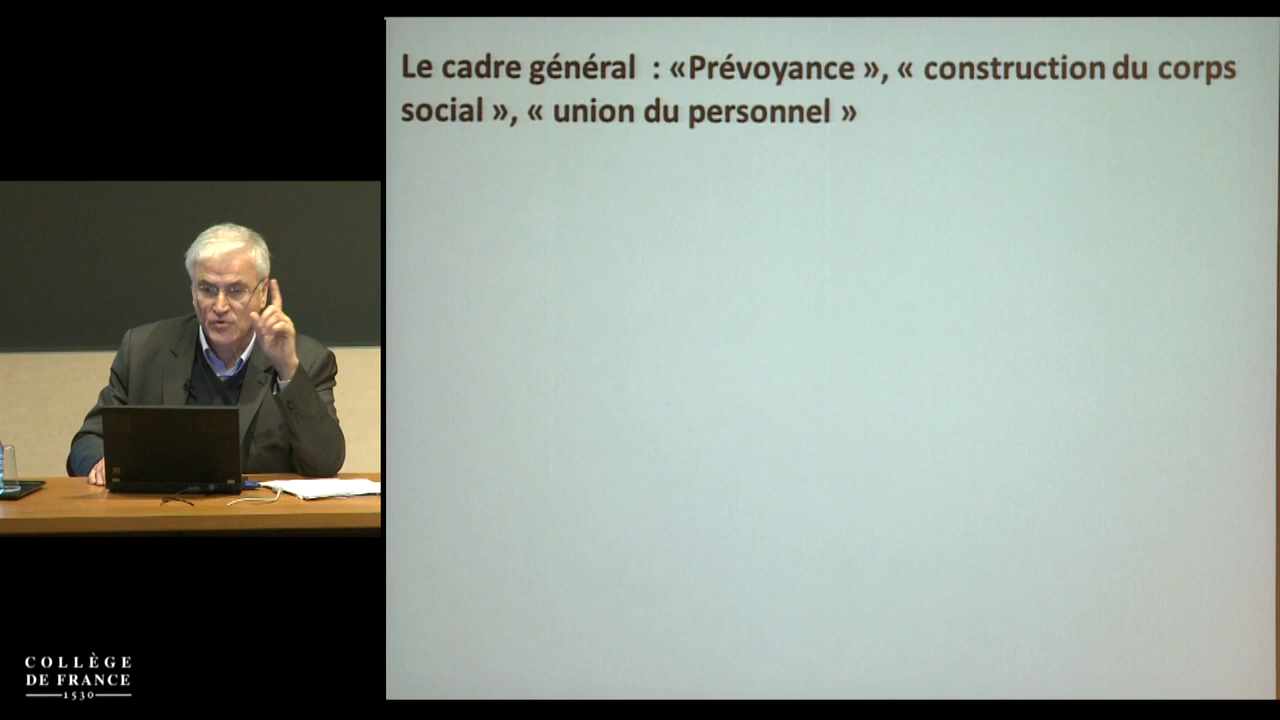 Le cadre général : «Prévoyance », « construction du corps
social », « union du personnel »
COLLÈGE
DE FRANCE
1530